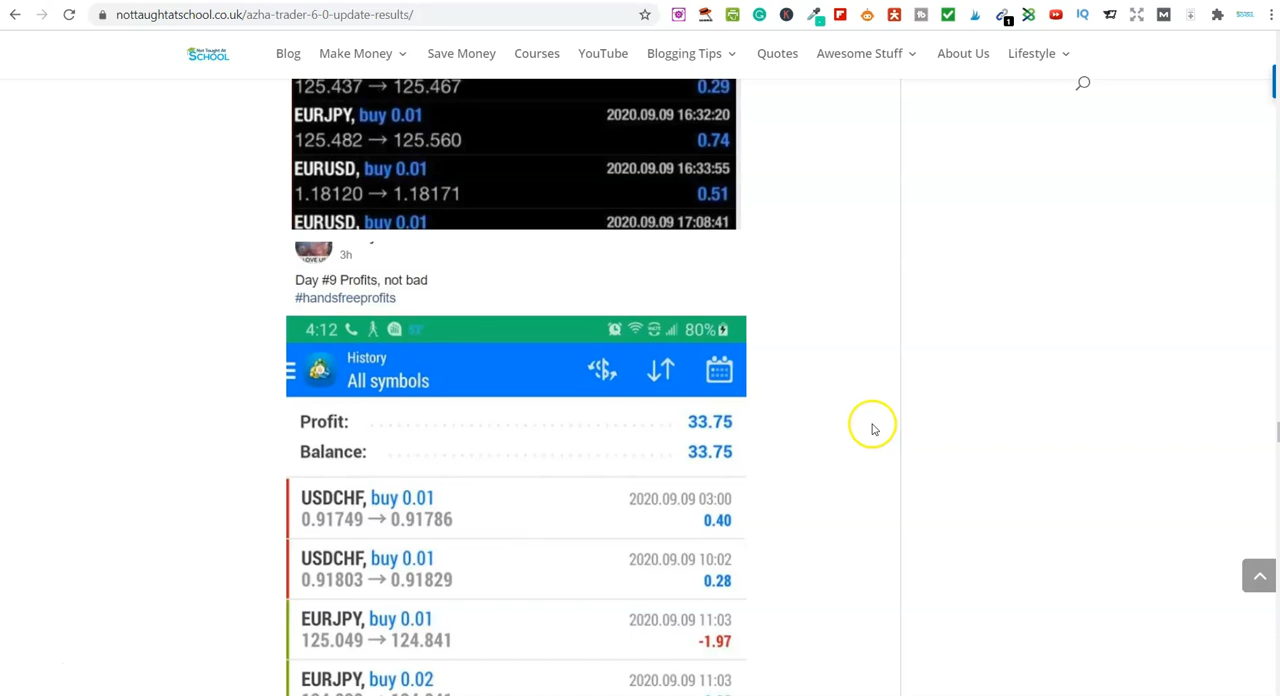 nottaughtatschool.co.uk/azha-trader-6-0-update-results/
Not Taught At
SCHOOL
Blog
Make Money
Save Money
Courses
YouTube
Blogging Tips
Quotes
Awesome Stuff
About Us
Lifestyle
125.437 → 125.467 0.29
EURJPY, buy 0.01 2020.09.09 16:32:20
125.482 → 125.560 0.74
EURUSD, buy 0.01 2020.09.09 16:33:55
1.18120 → 1.18171 0.51
EURUSD, buy 0.01 2020.09.09 17:08:41
3h
Day #9 Profits, not bad
#handsfreeprofits
4:12 80%
History
All symbols
Profit: 33.75
Balance: 33.75
USDCHF, buy 0.01 2020.09.09 03:00
0.91749 → 0.91786 0.40
USDCHF, buy 0.01 2020.09.09 10:02
0.91803 → 0.91829 0.28
EURJPY, buy 0.01 2020.09.09 11:03
125.049 → 124.841 -1.97
EURJPY, buy 0.02 2020.09.09 11:03